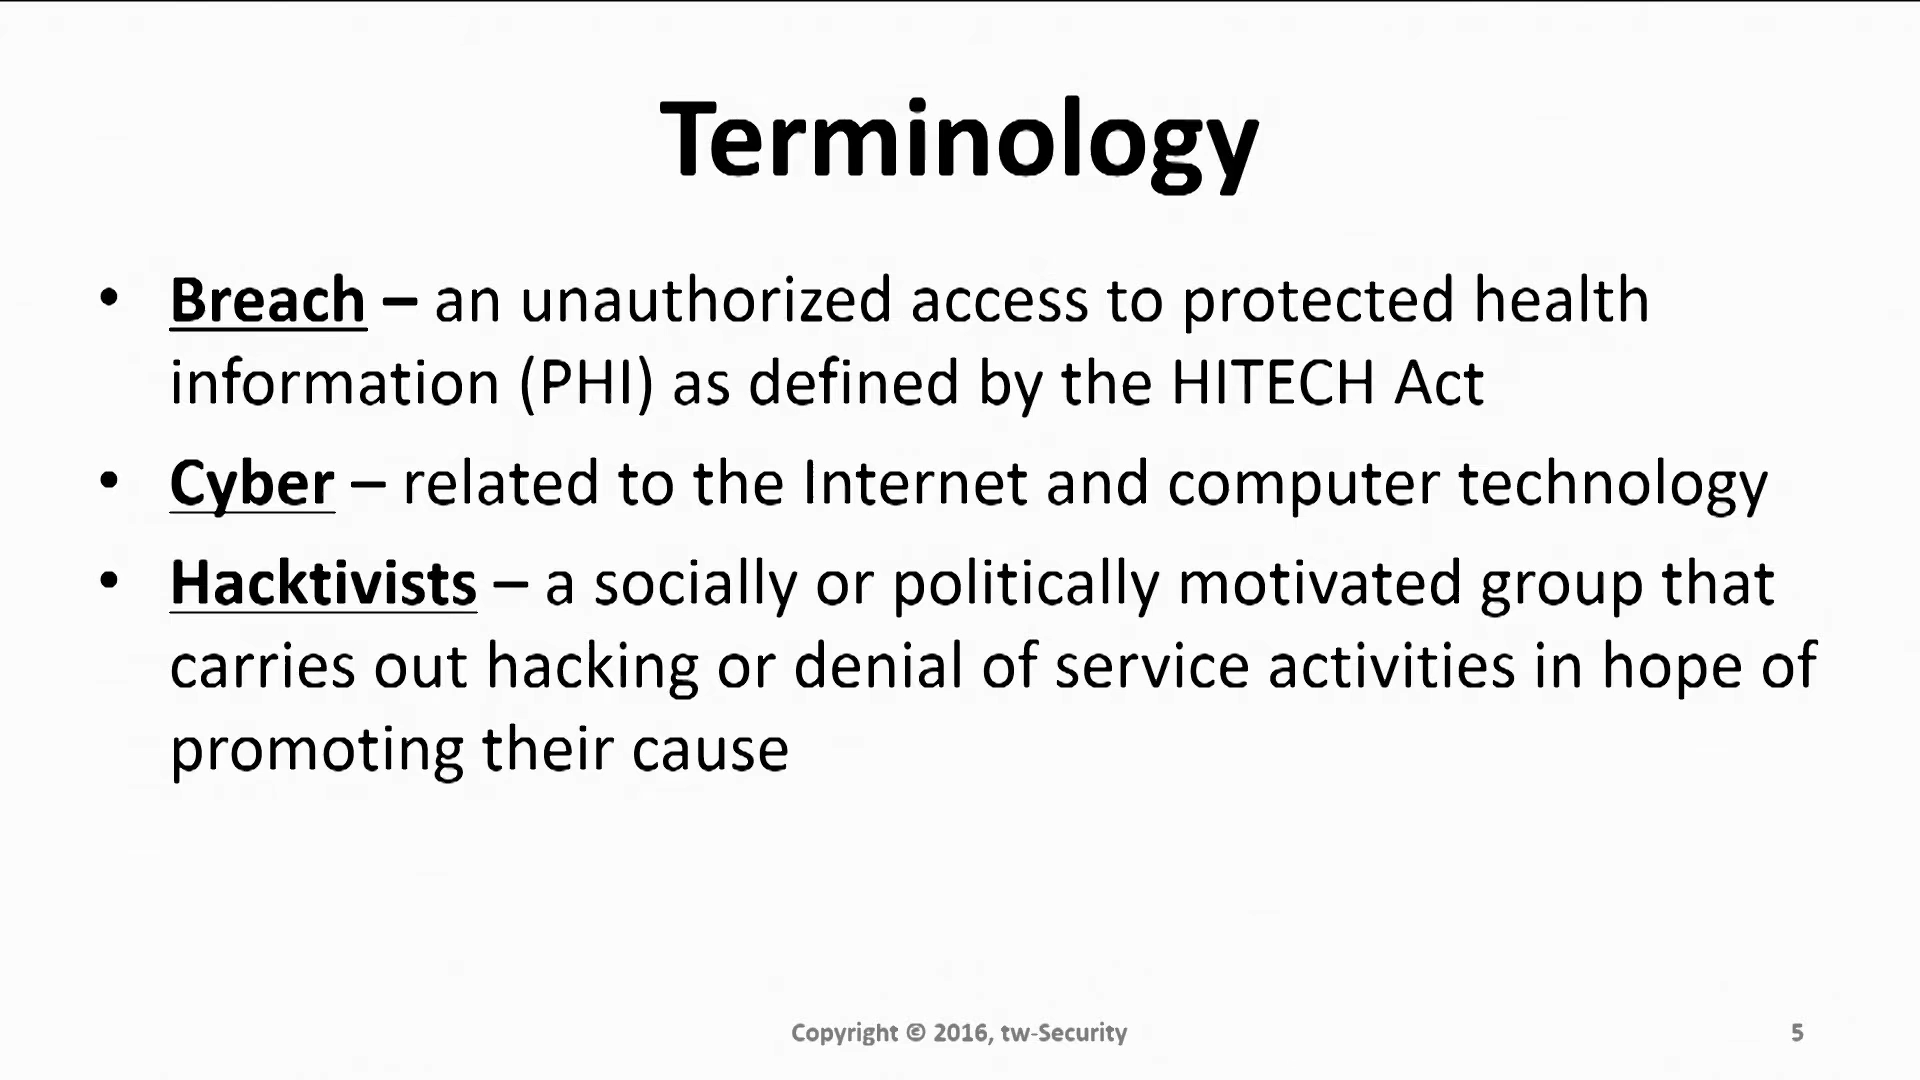 Terminology
• Breach – an unauthorized access to protected health
information (PHI) as defined by the HITECH Act
• Cyber – related to the Internet and computer technology
• Hacktivists – a socially or politically motivated group that
carries out hacking or denial of service activities in hope of
promoting their cause
Copyright © 2016, tw-Security
5